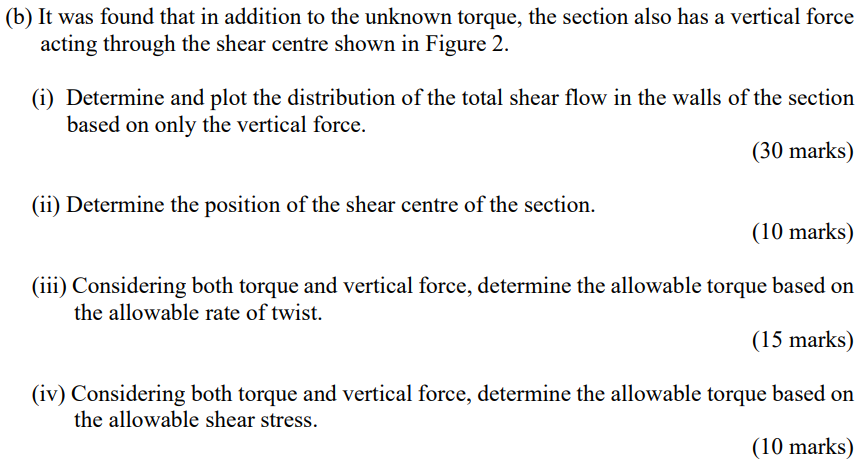 (b) It was found that in addition to the unknown torque, the section also has a vertical force
acting through the shear centre shown in Figure 2.
(i) Determine and plot the distribution of the total shear flow in the walls of the section
based on only the vertical force.
(30 marks)
(ii) Determine the position of the shear centre of the section.
(10 marks)
(iii) Considering both torque and vertical force, determine the allowable torque based on
the allowable rate of twist.
(15 marks)
(iv) Considering both torque and vertical force, determine the allowable torque based on
the allowable shear stress.
(10 marks)